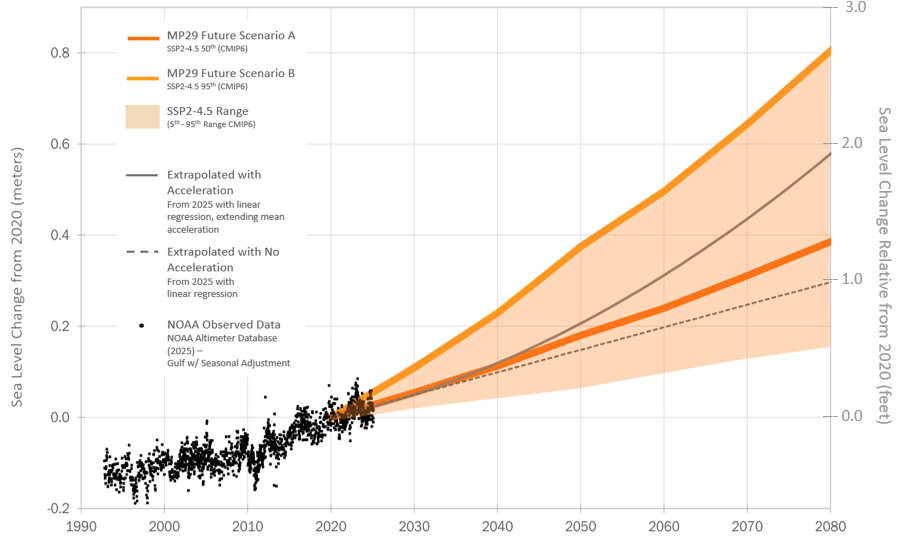 3.0
MP29 Future Scenario A
SSP2-4.5 50th (CMIP6)
0.8
MP29 Future Scenario B
SSP2-4.5 95th (CMIP6)
SSP2-4.5 Range
(5th - 95th Range CMIP6)
0.6
2.0
Extrapolated with
Acceleration
From 2025 with linear
regression, extending mean
acceleration
0.4
Extrapolated with No
Acceleration
From 2025 with
linear regression
1.0
0.2
NOAA Observed Data
NOAA Altimeter Database
(2025) –
Gulf w/ Seasonal Adjustment
0.0
0.0
-0.2
1990 2000 2010 2020 2030 2040 2050 2060 2070 2080
Sea Level Change from 2020 (meters)
Sea Level Change Relative from 2020 (feet)